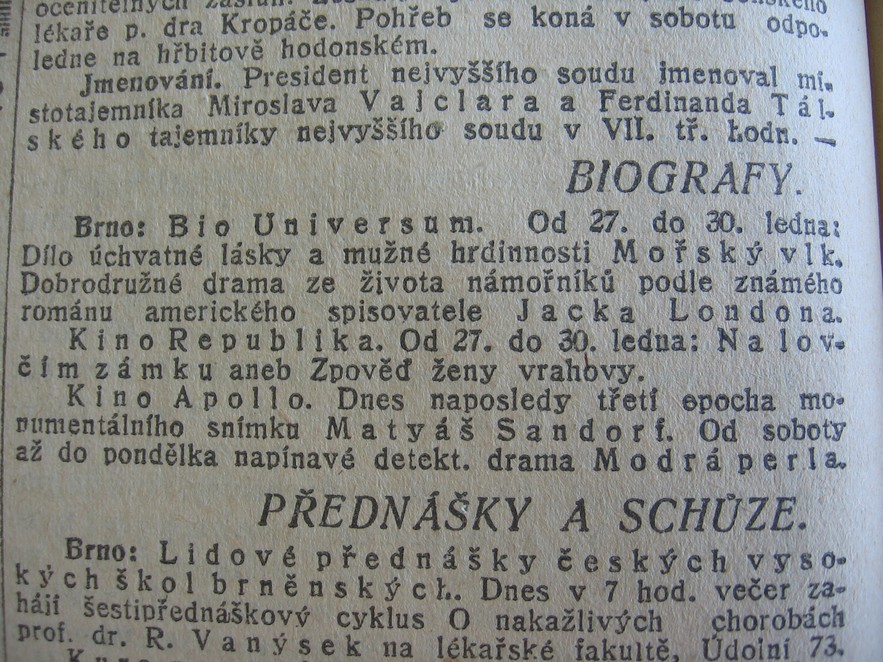 ocenitelných zásluh.
lékaře p. dra Kropáče. Pohřeb se koná v sobotu odpo-
ledne na hřbitově hodonském.
Jmenování. President nejvyššího soudu jmenoval mí-
stotajemníka Miroslava Vajclara a Ferdinanda Tál-
ského tajemníky nejvyššího soudu v VII. tř. hodn. —
BIOGRAFY.
Brno: Bio Universum. Od 27. do 30. ledna:
Dílo úchvatné lásky a mužné hrdinnosti Mořský vlk.
Dobrodružné drama ze života námořníků podle známého
románu amerického spisovatele Jacka Londona.
Kino Republika. Od 27. do 30. ledna: Na lov-
čím zámku aneb Zpověď ženy vrahovy.
Kino Apollo. Dnes naposledy třetí epocha mo-
numentálního snímku Matyáš Sandorf. Od soboty
až do pondělka napínavé detekt. drama Modrá perla.
PŘEDNÁŠKY A SCHŮZE.
Brno: Lidové přednášky českých vyso-
kých škol brněnských. Dnes v 7 hod. večer za-
hájí šestipřednáškový cyklus O nakažlivých chorobách
prof. dr. R. Vanýsek na lékařské fakultě, Údolní 73.